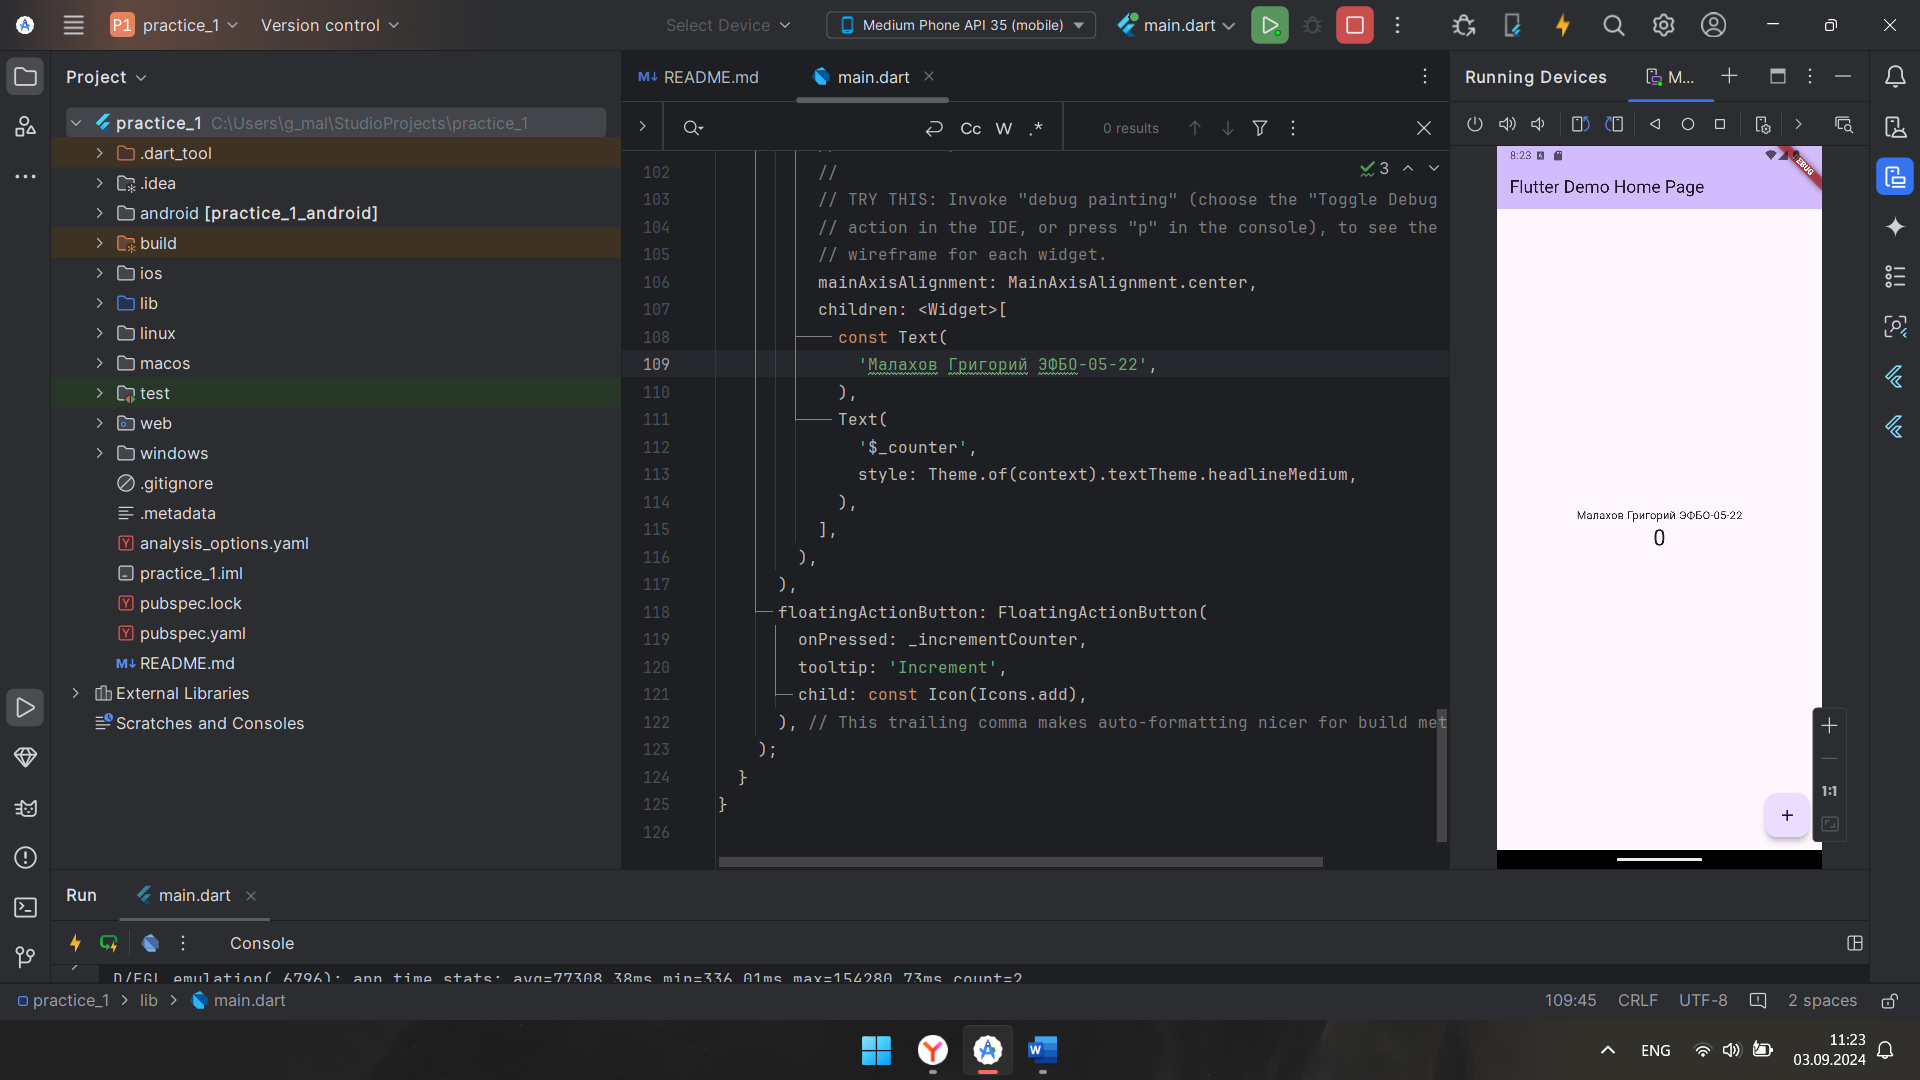 P1 practice_1 Version control Select Device Medium Phone API 35 (mobile) main.dart
Project
practice_1 C:\Users\g_mal\StudioProjects\practice_1
.dart_tool
.idea
android [practice_1_android]
build
ios
lib
linux
macos
test
web
windows
.gitignore
.metadata
analysis_options.yaml
practice_1.iml
pubspec.lock
pubspec.yaml
README.md
External Libraries
Scratches and Consoles
README.md main.dart
Cc W .* 0 results
3
102 //
103 // TRY THIS: Invoke "debug painting" (choose the "Toggle Debug
104 // action in the IDE, or press "p" in the console), to see the
105 // wireframe for each widget.
106 mainAxisAlignment: MainAxisAlignment.center,
107 children: <Widget>[
108 const Text(
109 'Малахов Григорий ЭФБО-05-22',
110 ),
111 Text(
112 '$_counter',
113 style: Theme.of(context).textTheme.headlineMedium,
114 ),
115 ],
116 ),
117 ),
118 floatingActionButton: FloatingActionButton(
119 onPressed: _incrementCounter,
120 tooltip: 'Increment',
121 child: const Icon(Icons.add),
122 ), // This trailing comma makes auto-formatting nicer for build met
123 );
124 }
125 }
126
Running Devices M...
8:23
Flutter Demo Home Page
Малахов Григорий ЭФБО-05-22
0
+
1:1
Run main.dart
Console
D/EGL_emulation( 6796): app_time_stats: avg=77308.38ms min=336.01ms max=154280.73ms count=2
practice_1 > lib > main.dart
109:45 CRLF UTF-8 2 spaces
ENG
11:23
03.09.2024